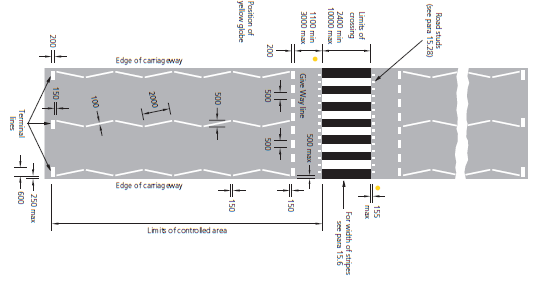 Position of
yellow globe
1100 min
3000 max
2400 min
10000 max
Limits of
crossing
Road studs
(see para 15.28)
200
200
Edge of carriageway
150
100
2000
500
500
Give Way line
Terminal
lines
500
500 max
Edge of carriageway
600
250 max
150
150
155
max
For width of stripes
see para 15.6
Limits of controlled area